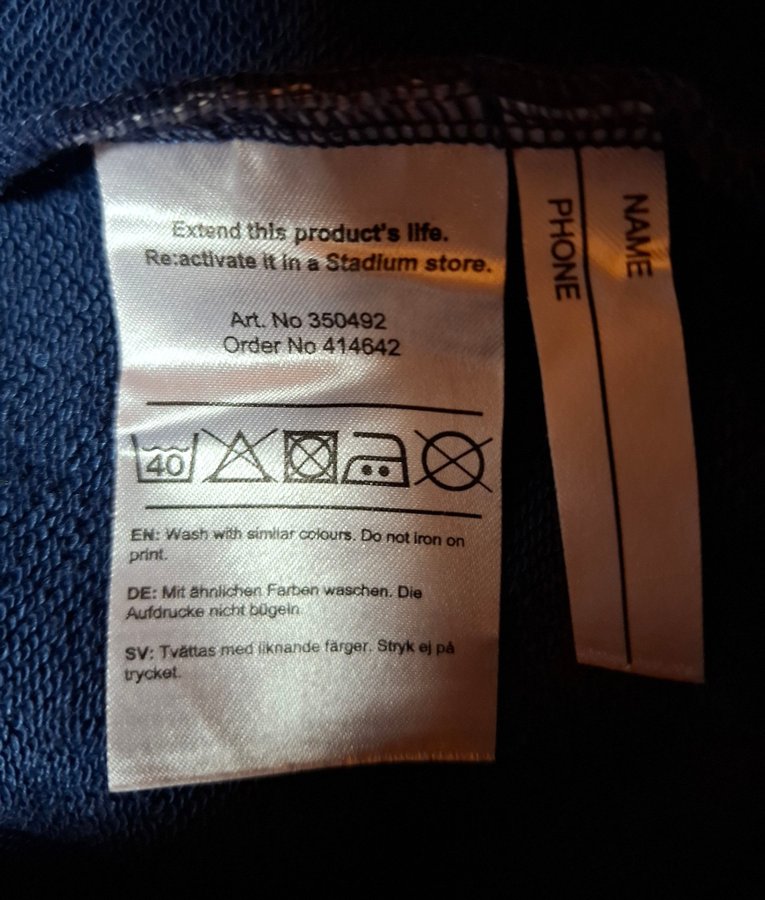 Extend this product's life.
Re:activate it in a Stadium store.
Art. No 350492
Order No 414642
40
EN: Wash with similar colours. Do not iron on
print.
DE: Mit ähnlichen Farben waschen. Die
Aufdrucke nicht bügeln
SV: Tvättas med liknande färger. Stryk ej på
trycket.
NAME
PHONE